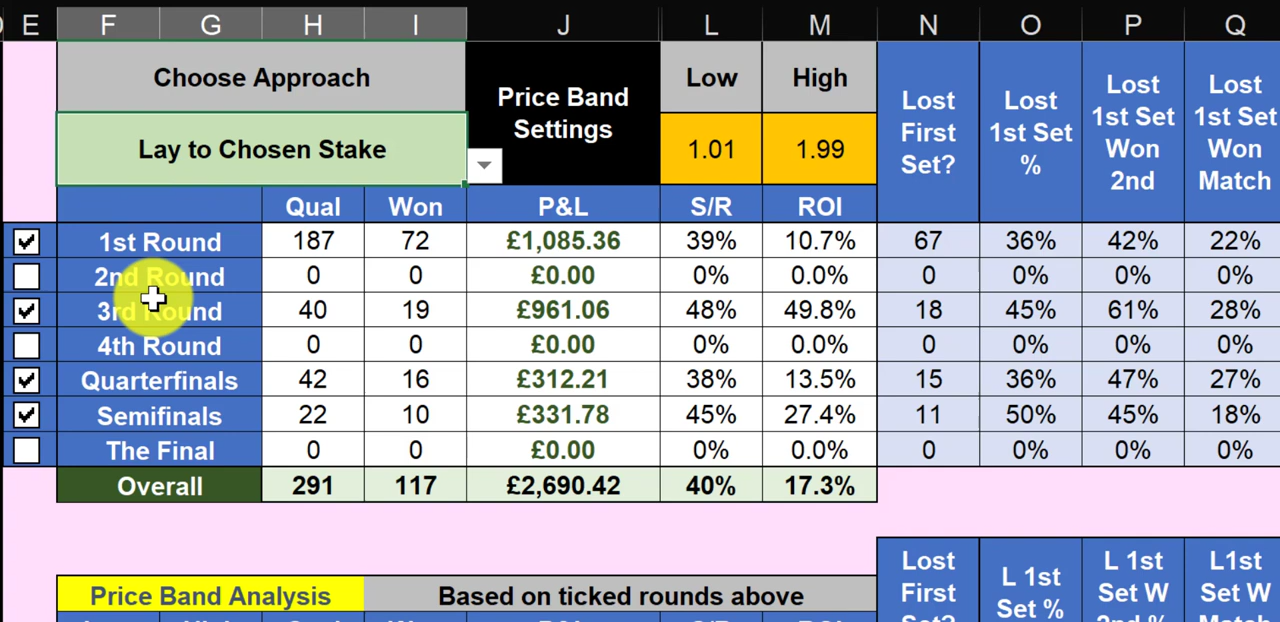 E F G H I J L M N O P Q
Choose Approach
Lay to Chosen Stake
Price Band
Settings
Low High
1.01 1.99
Lost
First
Set?
Lost
1st Set
%
Lost
1st Set
Won
2nd
Lost
1st Set
Won
Match
Qual Won P&L S/R ROI
1st Round 187 72 £1,085.36 39% 10.7% 67 36% 42% 22%
2nd Round 0 0 £0.00 0% 0.0% 0 0% 0% 0%
3rd Round 40 19 £961.06 48% 49.8% 18 45% 61% 28%
4th Round 0 0 £0.00 0% 0.0% 0 0% 0% 0%
Quarterfinals 42 16 £312.21 38% 13.5% 15 36% 47% 27%
Semifinals 22 10 £331.78 45% 27.4% 11 50% 45% 18%
The Final 0 0 £0.00 0% 0.0% 0 0% 0% 0%
Overall 291 117 £2,690.42 40% 17.3%
Price Band Analysis Based on ticked rounds above
Lost
First
L 1st
Set %
L 1st
Set W
L1st
Set W